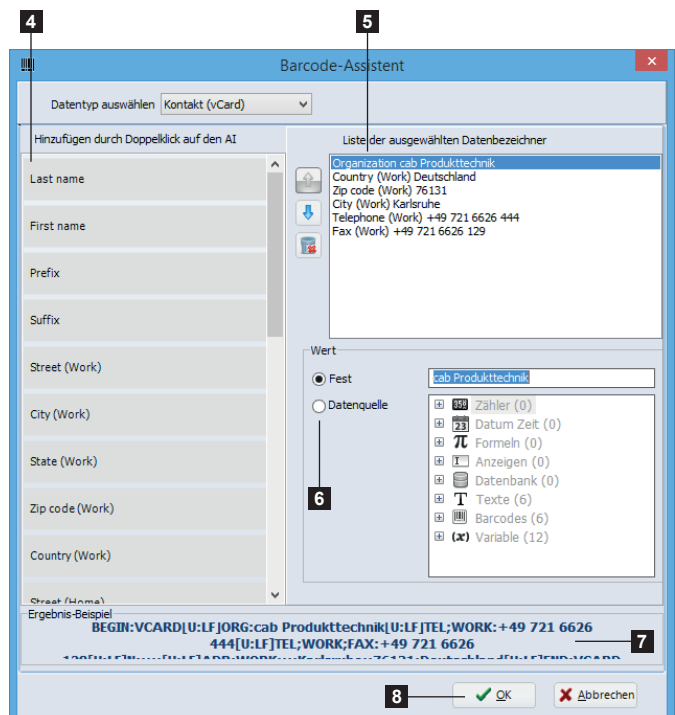 4
5
Barcode-Assistent
Datentyp auswählen Kontakt (vCard)
Hinzufügen durch Doppelklick auf den AI
Liste der ausgewählten Datenbezeichner
Last name
First name
Prefix
Suffix
Street (Work)
City (Work)
State (Work)
Zip code (Work)
Country (Work)
Street (Home)
Organization cab Produkttechnik
Country (Work) Deutschland
Zip code (Work) 76131
City (Work) Karlsruhe
Telephone (Work) +49 721 6626 444
Fax (Work) +49 721 6626 129
Wert
Fest
cab Produkttechnik
Datenquelle
Zähler (0)
23 Datum Zeit (0)
π Formeln (0)
Anzeigen (0)
Datenbank (0)
T Texte (6)
Barcodes (6)
(x) Variable (12)
6
Ergebnis-Beispiel
BEGIN:VCARD[U:LF]ORG:cab Produkttechnik[U:LF]TEL;WORK:+49 721 6626
444[U:LF]TEL;WORK;FAX:+49 721 6626
7
8
OK
Abbrechen